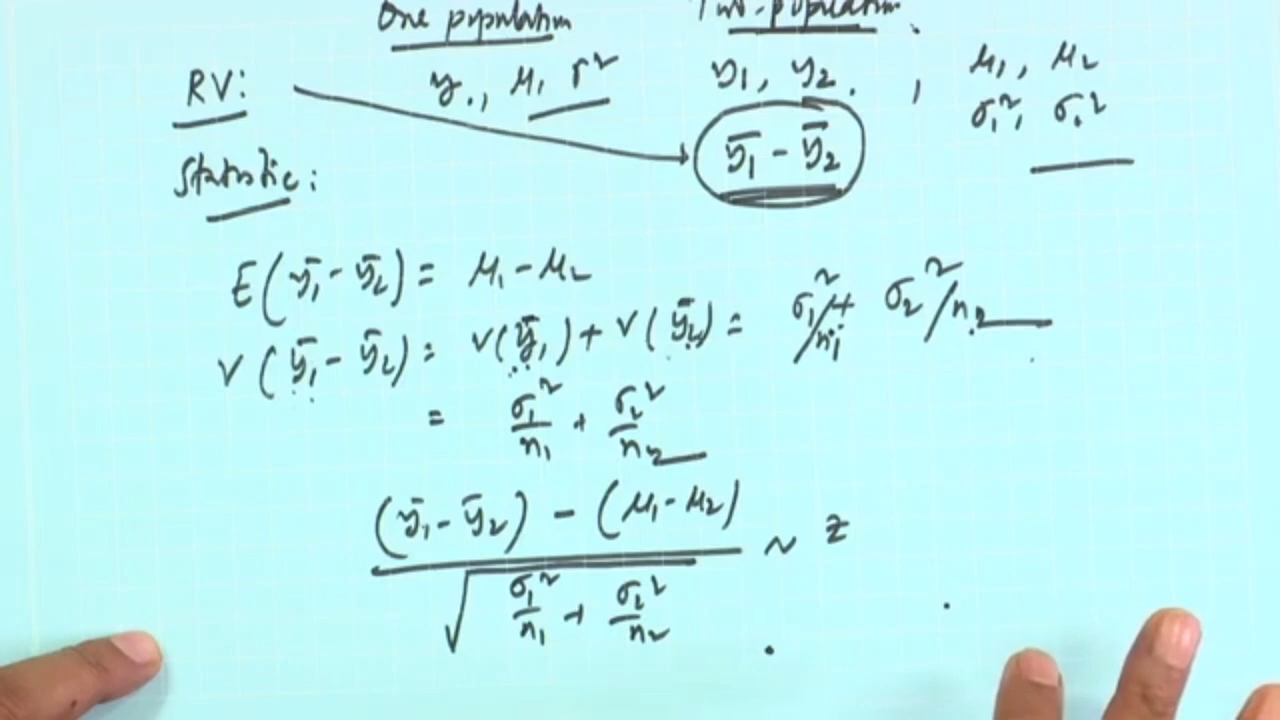 One population Two-population
RV: y., μ, σ² y₁, y₂. , μ₁, μ₂
σ₁², σ₂²
Statistic: ȳ₁ - ȳ₂
E(ȳ₁ - ȳ₂) = μ₁ - μ₂
V(ȳ₁ - ȳ₂) = V(ȳ₁) + V(ȳ₂) = σ₁²/n₁ + σ₂²/n₂
= σ₁²/n₁ + σ₂²/n₂
(ȳ₁ - ȳ₂) - (μ₁ - μ₂) / √(σ₁²/n₁ + σ₂²/n₂) ~ z